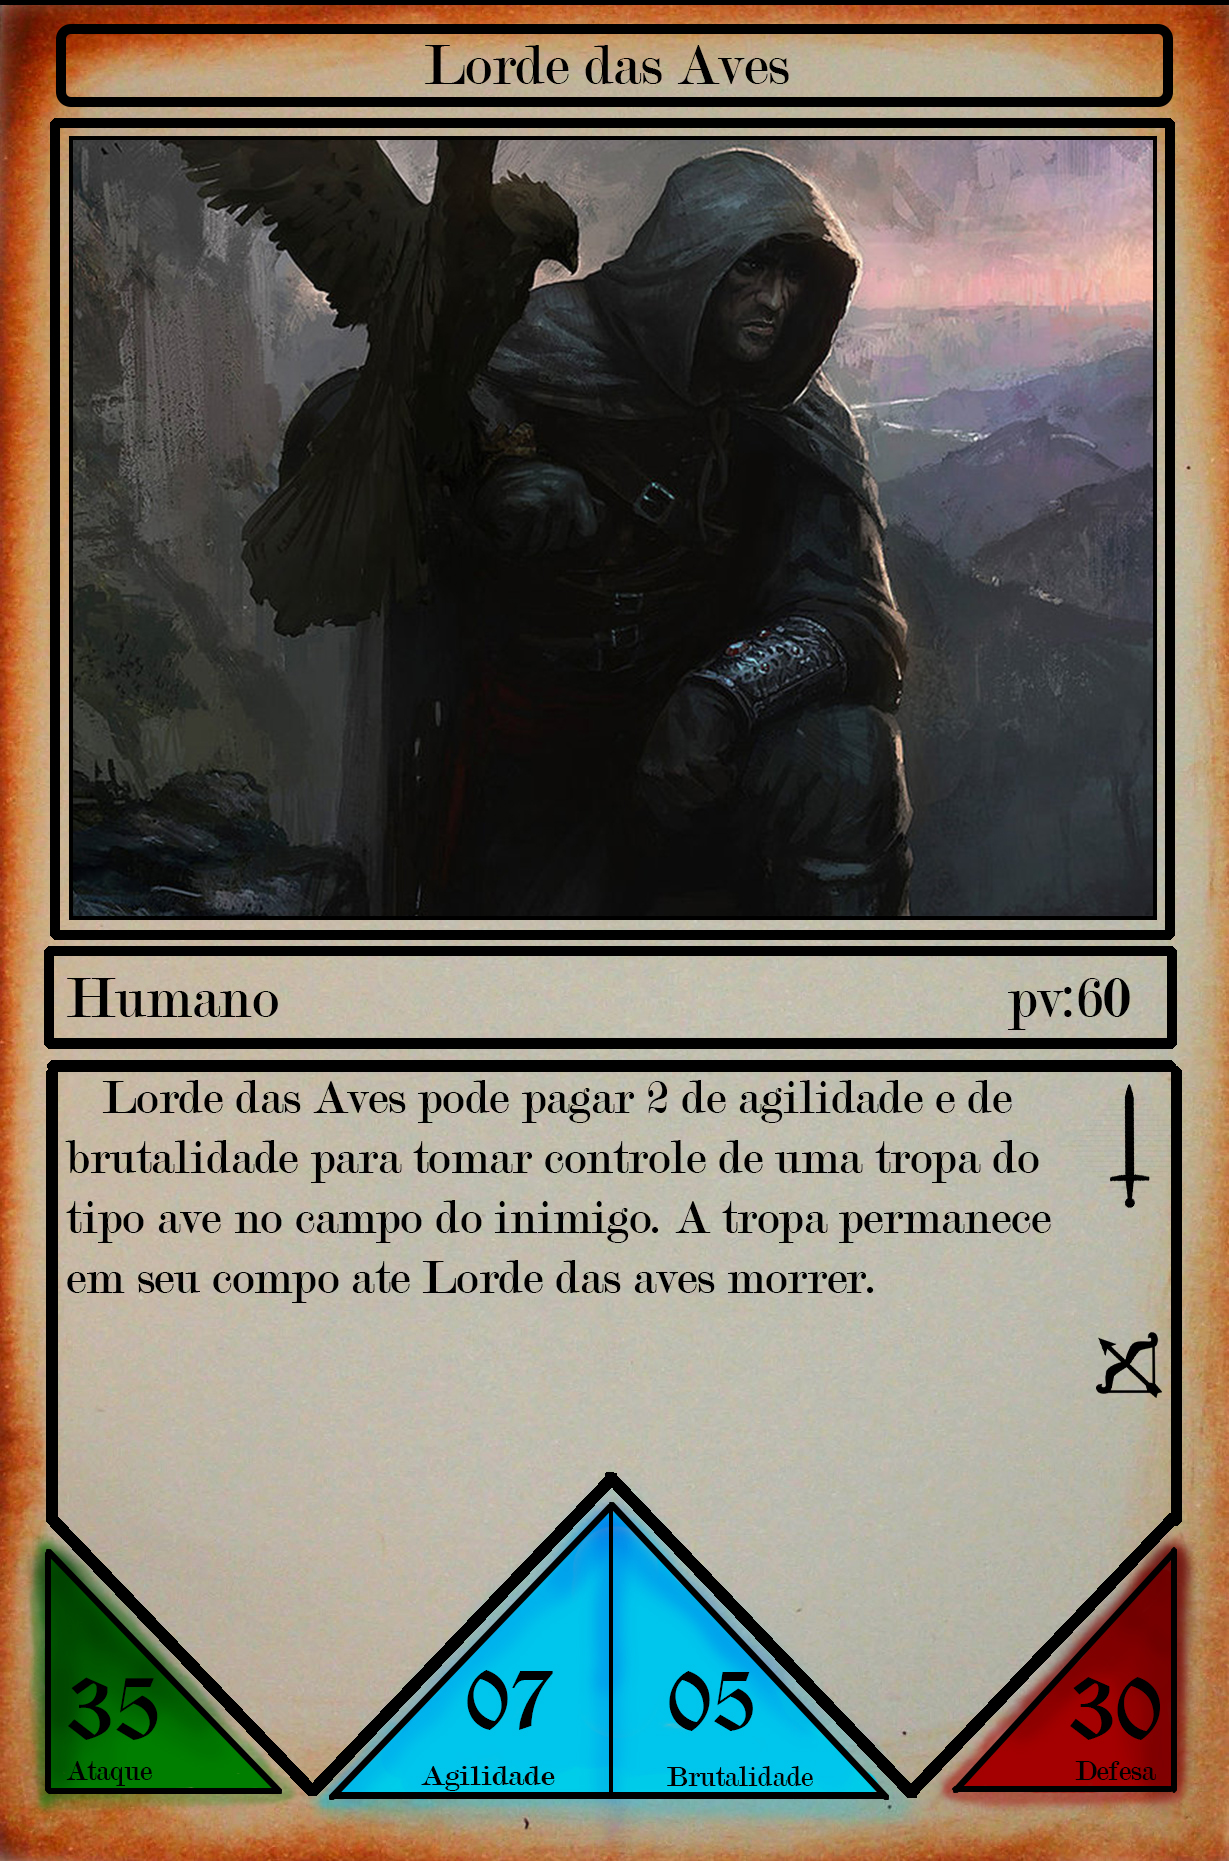 Lorde das Aves
Humano
pv:60
Lorde das Aves pode pagar 2 de agilidade e de
brutalidade para tomar controle de uma tropa do
tipo ave no campo do inimigo. A tropa permanece
em seu compo ate Lorde das aves morrer.
35
Ataque
07
Agilidade
05
Brutalidade
30
Defesa